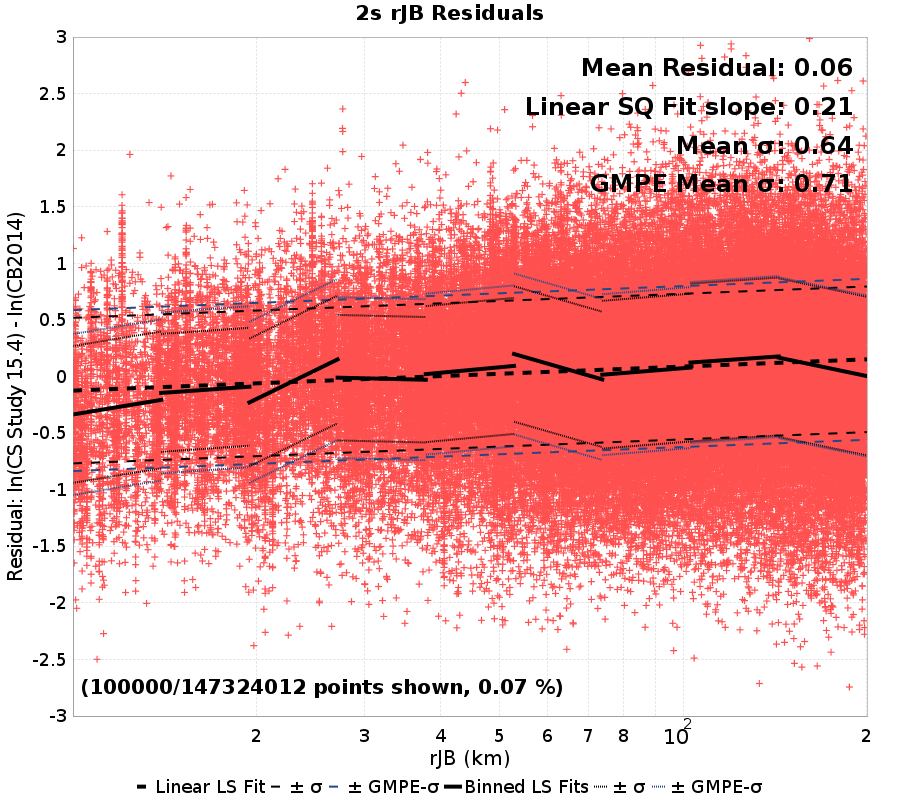 2s rJB Residuals
Residual: ln(CS Study 15.4) - ln(CB2014)
3
2.5
2
1.5
1
0.5
0
-0.5
-1
-1.5
-2
-2.5
-3
Mean Residual: 0.06
Linear SQ Fit slope: 0.21
Mean σ: 0.64
GMPE Mean σ: 0.71
(100000/147324012 points shown, 0.07 %)
2 3 4 5 6 7 8 10² 2
rJB (km)
Linear LS Fit ± σ ± GMPE-σ Binned LS Fits ± σ ± GMPE-σ